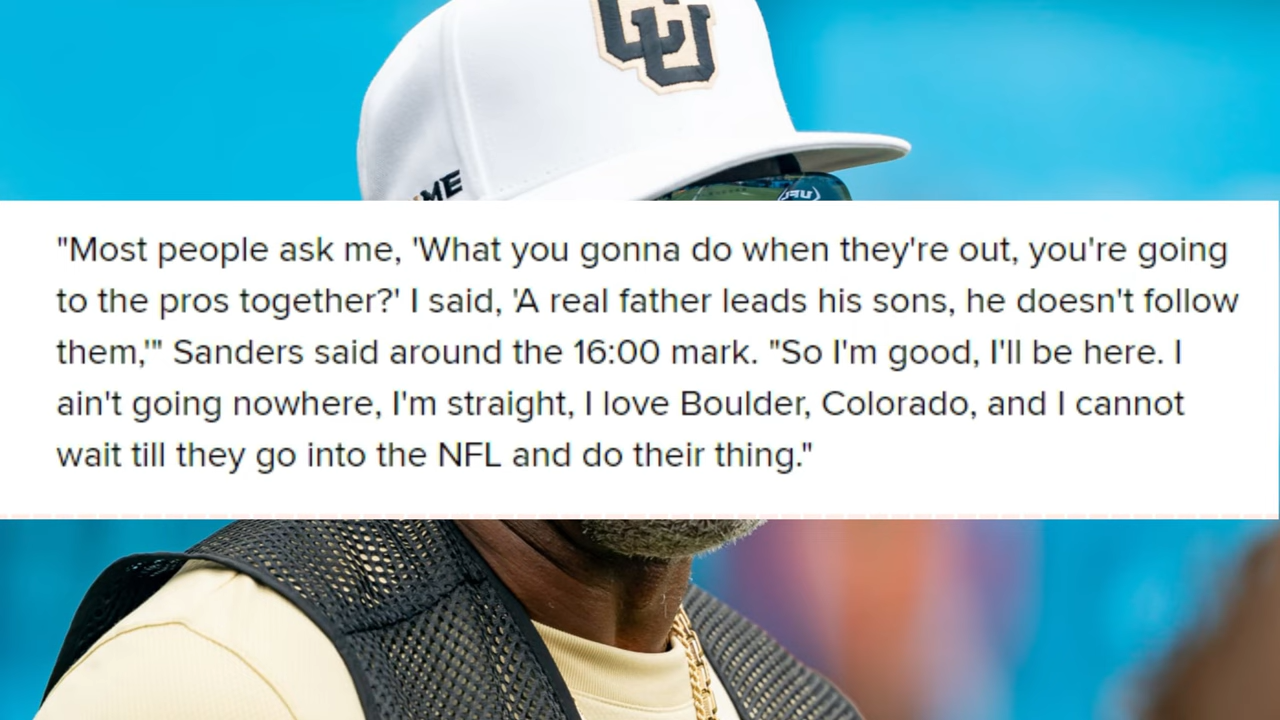 CU
ME
"Most people ask me, 'What you gonna do when they're out, you're going
to the pros together?' I said, 'A real father leads his sons, he doesn't follow
them,'" Sanders said around the 16:00 mark. "So I'm good, I'll be here. I
ain't going nowhere, I'm straight, I love Boulder, Colorado, and I cannot
wait till they go into the NFL and do their thing."